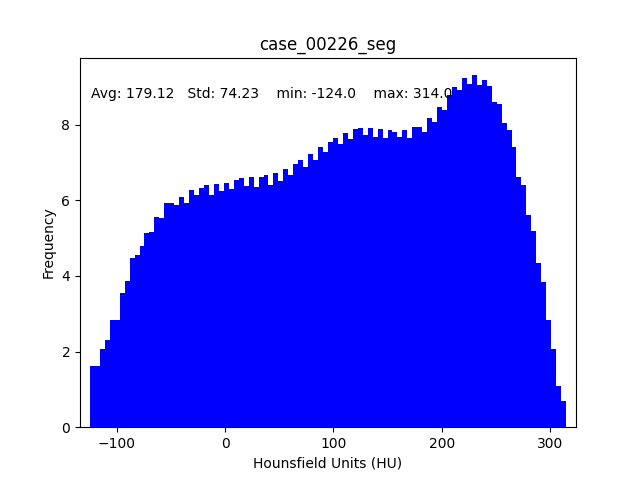 case_00226_seg
Avg: 179.12 Std: 74.23 min: -124.0 max: 314.0
8
6
4
2
0
Frequency
−100 0 100 200 300
Hounsfield Units (HU)